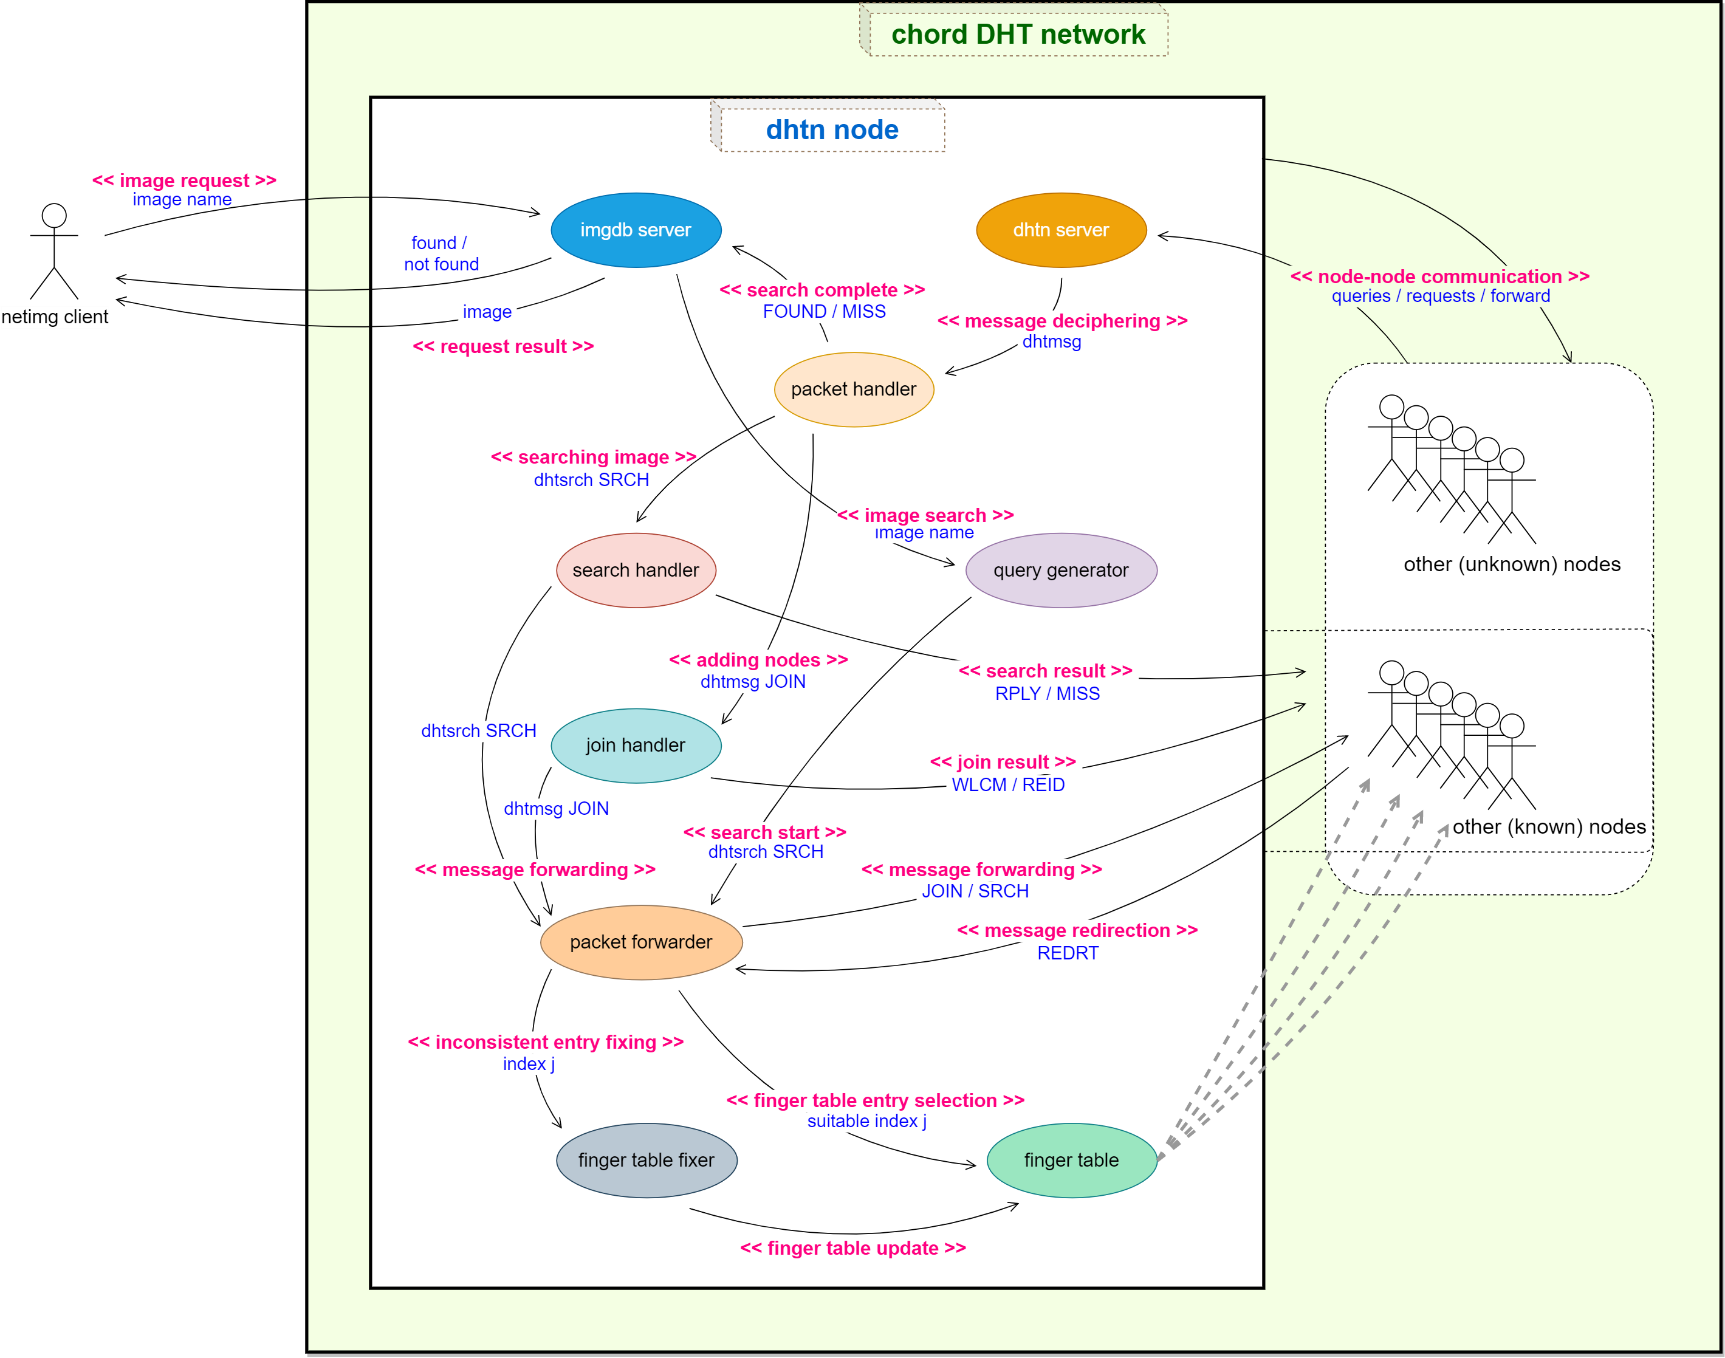 chord DHT network
dhtn node
<< image request >>
image name
netimg client
found /
not found
image
<< request result >>
imgdb server
dhtn server
<< search complete >>
FOUND / MISS
<< message deciphering >>
dhtmsg
<< node-node communication >>
queries / requests / forward
packet handler
<< searching image >>
dhtsrch SRCH
<< image search >>
image name
search handler
query generator
other (unknown) nodes
<< adding nodes >>
dhtmsg JOIN
<< search result >>
RPLY / MISS
dhtsrch SRCH
join handler
<< join result >>
WLCM / REID
dhtmsg JOIN
<< search start >>
dhtsrch SRCH
other (known) nodes
<< message forwarding >>
<< message forwarding >>
JOIN / SRCH
packet forwarder
<< message redirection >>
REDRT
<< inconsistent entry fixing >>
index j
<< finger table entry selection >>
suitable index j
finger table fixer
finger table
<< finger table update >>